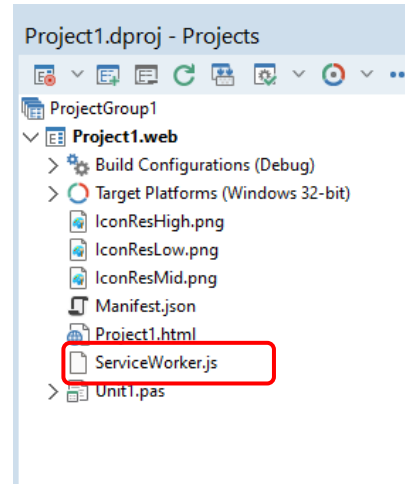 Project1.dproj - Projects
ProjectGroup1
Project1.web
Build Configurations (Debug)
Target Platforms (Windows 32-bit)
IconResHigh.png
IconResLow.png
IconResMid.png
Manifest.json
Project1.html
ServiceWorker.js
Unit1.pas